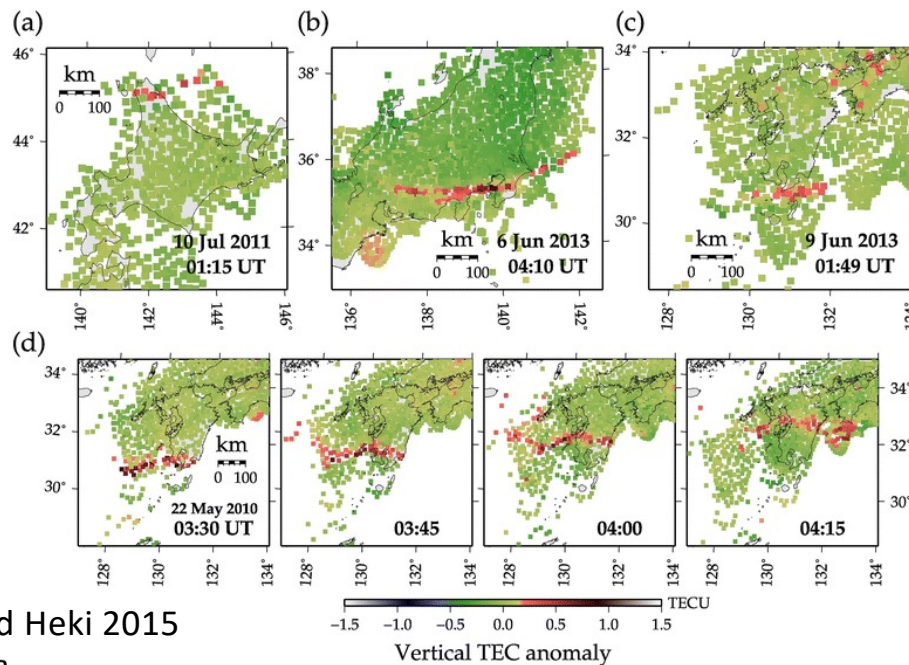 (a)
(b)
(c)
46°
44°
42°
km
0 100
10 Jul 2011
01:15 UT
140°
142°
144°
146°
38°
36°
34°
km
0 100
6 Jun 2013
04:10 UT
136°
138°
140°
142°
34°
32°
30°
km
0 100
9 Jun 2013
01:49 UT
128°
130°
132°
134°
(d)
34°
32°
30°
km
0 100
22 May 2010
03:30 UT
128°
130°
132°
134°
03:45
128°
130°
132°
134°
04:00
128°
130°
132°
134°
04:15
34°
32°
30°
128°
130°
132°
134°
TECU
−1.5 −1.0 −0.5 0.0 0.5 1.0 1.5
Vertical TEC anomaly
d Heki 2015